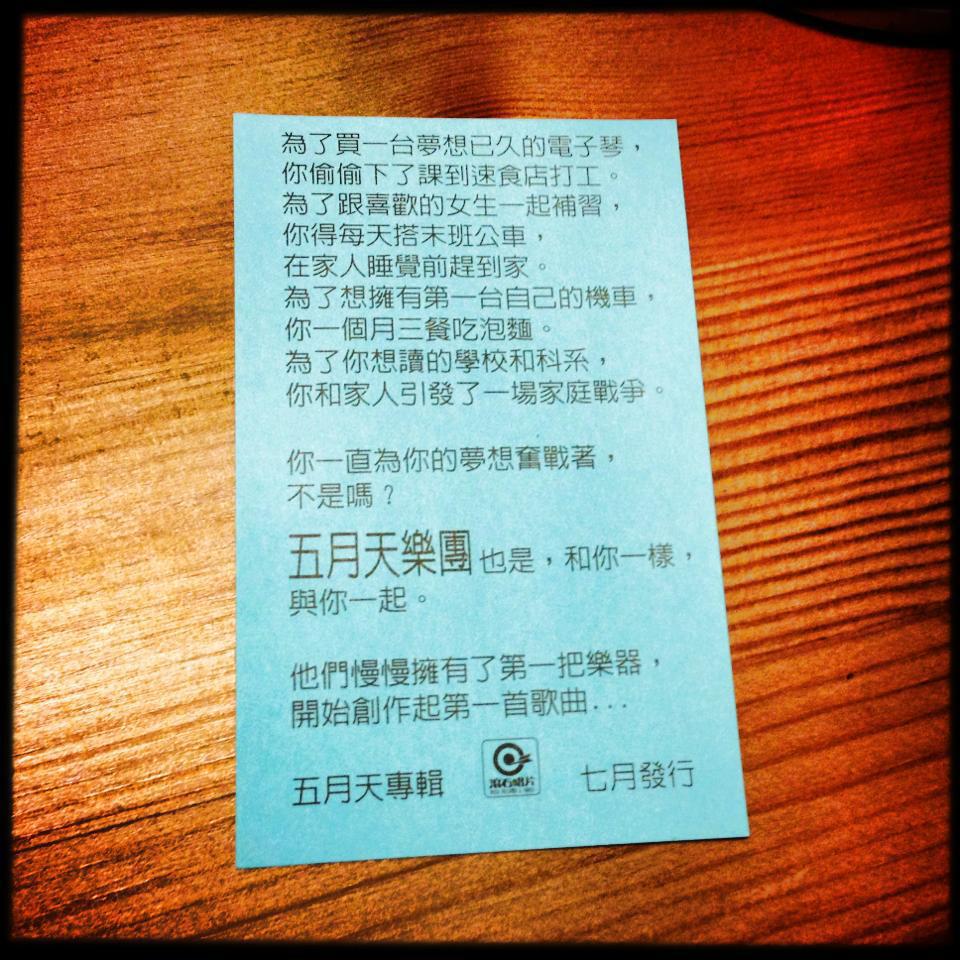 為了買一台夢想已久的電子琴，
你偷偷下了課到速食店打工。
為了跟喜歡的女生一起補習，
你得每天搭末班公車，
在家人睡覺前趕到家。
為了想擁有第一台自己的機車，
你一個月三餐吃泡麵。
為了你想讀的學校和科系，
你和家人引發了一場家庭戰爭。
你一直為你的夢想奮戰著，
不是嗎？
五月天樂團也是，和你一樣，
與你一起。
他們慢慢擁有了第一把樂器，
開始創作起第一首歌曲...
五月天專輯 滾石唱片 七月發行